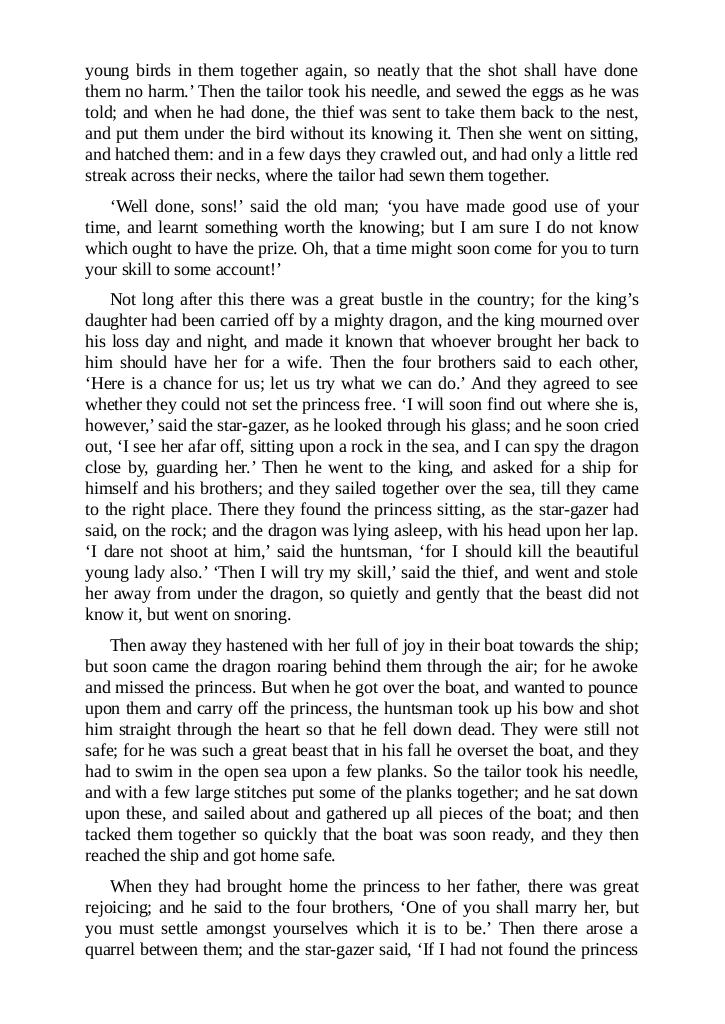 young birds in them together again, so neatly that the shot shall have done
them no harm.’ Then the tailor took his needle, and sewed the eggs as he was
told; and when he had done, the thief was sent to take them back to the nest,
and put them under the bird without its knowing it. Then she went on sitting,
and hatched them: and in a few days they crawled out, and had only a little red
streak across their necks, where the tailor had sewn them together.
‘Well done, sons!’ said the old man; ‘you have made good use of your
time, and learnt something worth the knowing; but I am sure I do not know
which ought to have the prize. Oh, that a time might soon come for you to turn
your skill to some account!’
Not long after this there was a great bustle in the country; for the king’s
daughter had been carried off by a mighty dragon, and the king mourned over
his loss day and night, and made it known that whoever brought her back to
him should have her for a wife. Then the four brothers said to each other,
‘Here is a chance for us; let us try what we can do.’ And they agreed to see
whether they could not set the princess free. ‘I will soon find out where she is,
however,’ said the star-gazer, as he looked through his glass; and he soon cried
out, ‘I see her afar off, sitting upon a rock in the sea, and I can spy the dragon
close by, guarding her.’ Then he went to the king, and asked for a ship for
himself and his brothers; and they sailed together over the sea, till they came
to the right place. There they found the princess sitting, as the star-gazer had
said, on the rock; and the dragon was lying asleep, with his head upon her lap.
‘I dare not shoot at him,’ said the huntsman, ‘for I should kill the beautiful
young lady also.’ ‘Then I will try my skill,’ said the thief, and went and stole
her away from under the dragon, so quietly and gently that the beast did not
know it, but went on snoring.
Then away they hastened with her full of joy in their boat towards the ship;
but soon came the dragon roaring behind them through the air; for he awoke
and missed the princess. But when he got over the boat, and wanted to pounce
upon them and carry off the princess, the huntsman took up his bow and shot
him straight through the heart so that he fell down dead. They were still not
safe; for he was such a great beast that in his fall he overset the boat, and they
had to swim in the open sea upon a few planks. So the tailor took his needle,
and with a few large stitches put some of the planks together; and he sat down
upon these, and sailed about and gathered up all pieces of the boat; and then
tacked them together so quickly that the boat was soon ready, and they then
reached the ship and got home safe.
When they had brought home the princess to her father, there was great
rejoicing; and he said to the four brothers, ‘One of you shall marry her, but
you must settle amongst yourselves which it is to be.’ Then there arose a
quarrel between them; and the star-gazer said, ‘If I had not found the princess